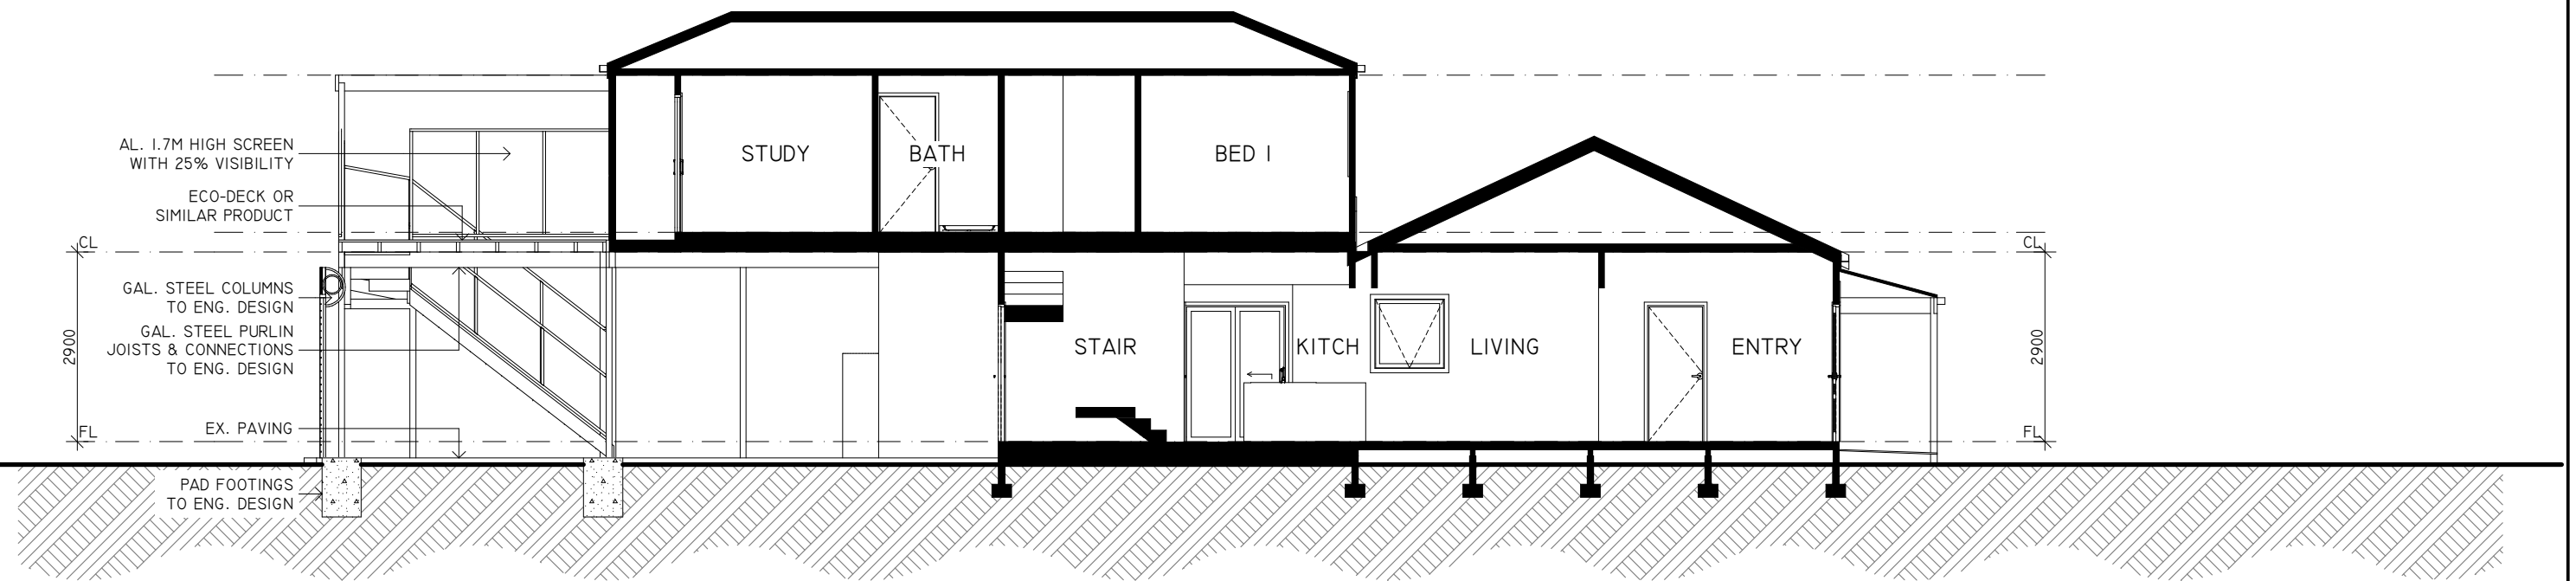 AL. 1.7M HIGH SCREEN
WITH 25% VISIBILITY
ECO-DECK OR
SIMILAR PRODUCT
CL
GAL. STEEL COLUMNS
TO ENG. DESIGN
GAL. STEEL PURLIN
JOISTS & CONNECTIONS
TO ENG. DESIGN
2900
EX. PAVING
FL
PAD FOOTINGS
TO ENG. DESIGN
STUDY
BATH
BED 1
STAIR
KITCH
LIVING
ENTRY
CL
2900
FL